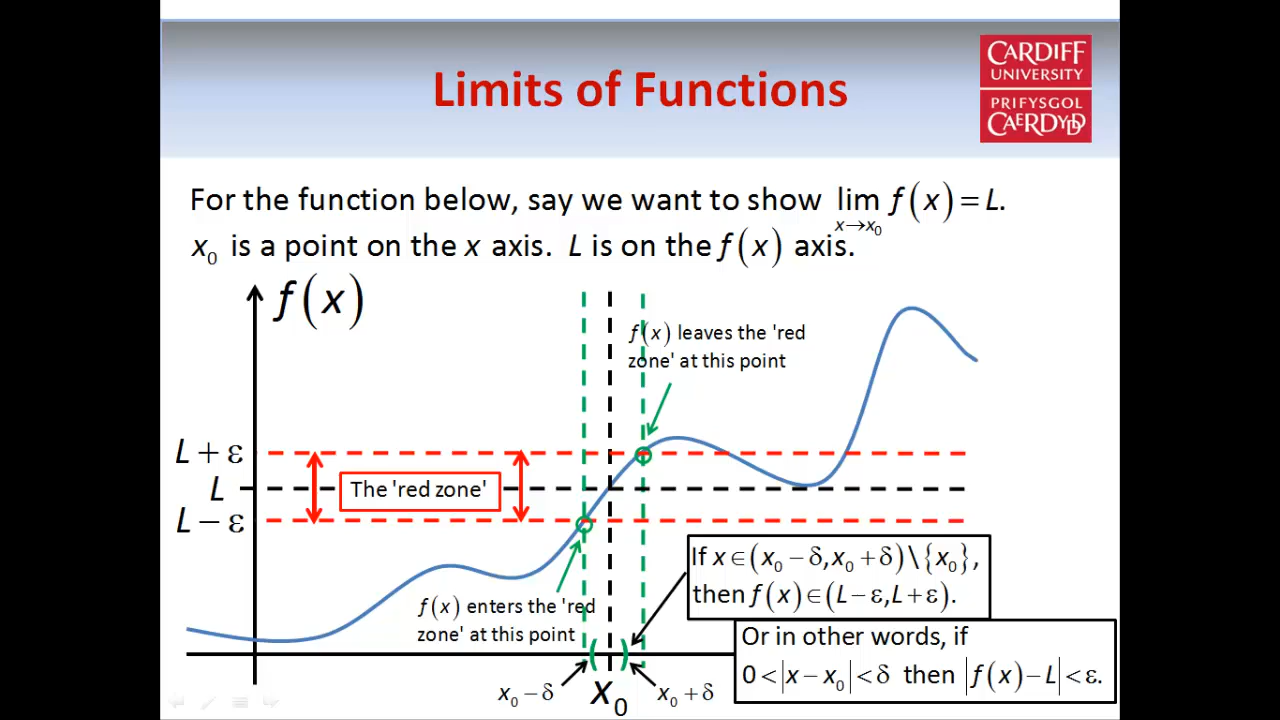 Limits of Functions
CARDIFF
UNIVERSITY
PRIFYSGOL
CAERDYDD
For the function below, say we want to show lim f(x) = L.
x→x₀
x₀ is a point on the x axis. L is on the f(x) axis.
f(x)
f(x) leaves the 'red
zone' at this point
L + ε
The 'red zone'
L
L − ε
If x ∈ (x₀ − δ, x₀ + δ) \ {x₀},
then f(x) ∈ (L − ε, L + ε).
f(x) enters the 'red
zone' at this point
Or in other words, if
0 < |x − x₀| < δ then |f(x) − L| < ε.
( )
x₀ − δ
x₀
x₀ + δ